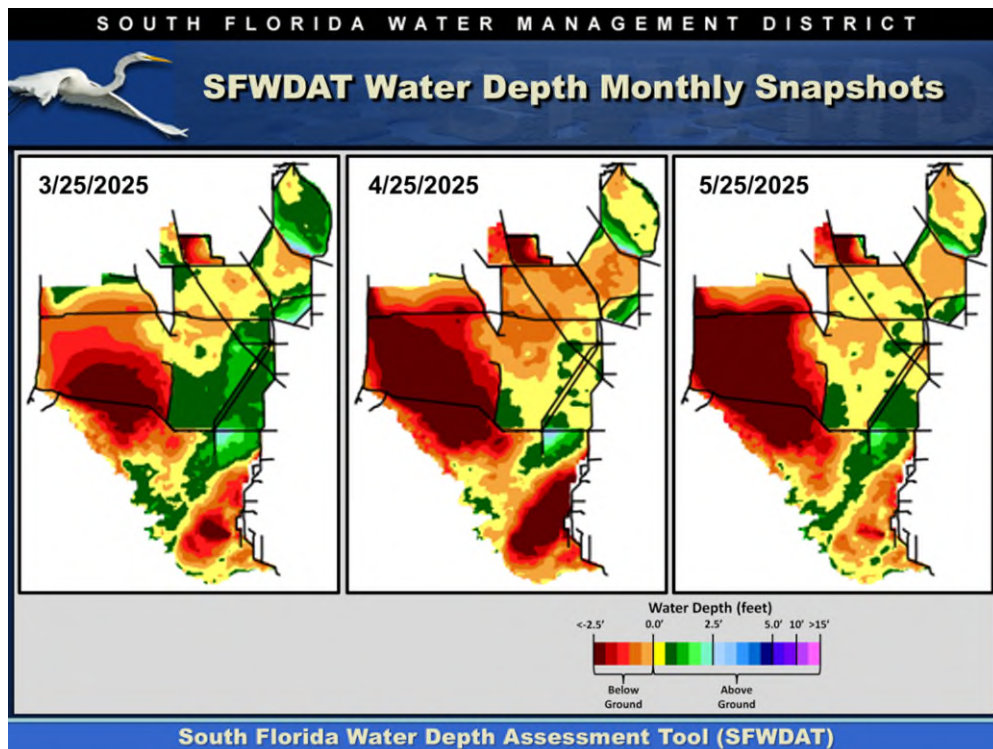 SOUTH FLORIDA WATER MANAGEMENT DISTRICT
SFWDAT Water Depth Monthly Snapshots
3/25/2025
4/25/2025
5/25/2025
Water Depth (feet)
<-2.5' 0.0' 2.5' 5.0' 10' >15'
Below Ground
Above Ground
South Florida Water Depth Assessment Tool (SFWDAT)